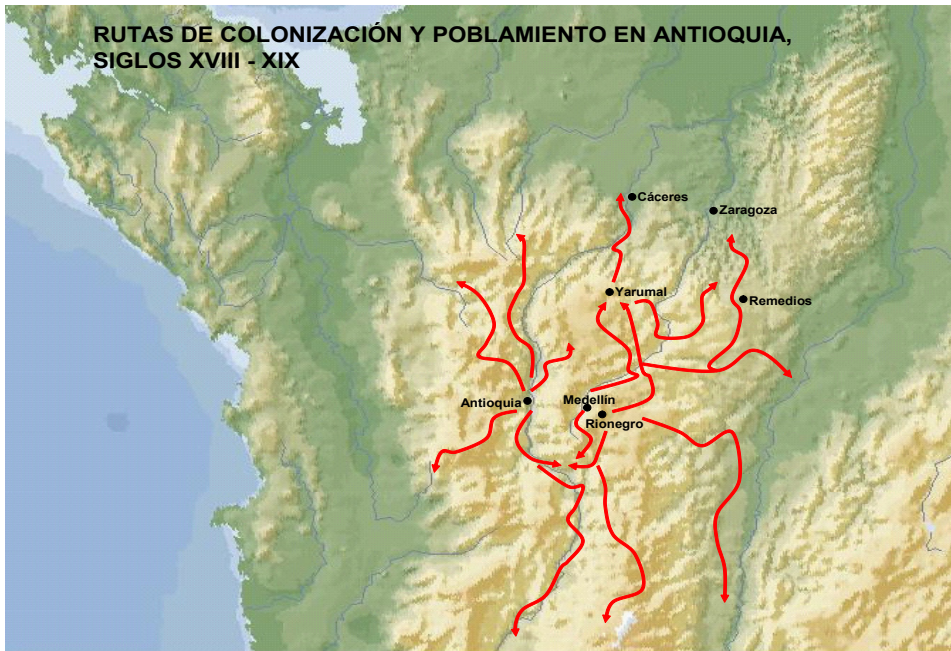 RUTAS DE COLONIZACIÓN Y POBLAMIENTO EN ANTIOQUIA,
SIGLOS XVIII - XIX
Cáceres
Zaragoza
Yarumal
Remedios
Antioquia
Medellín
Rionegro